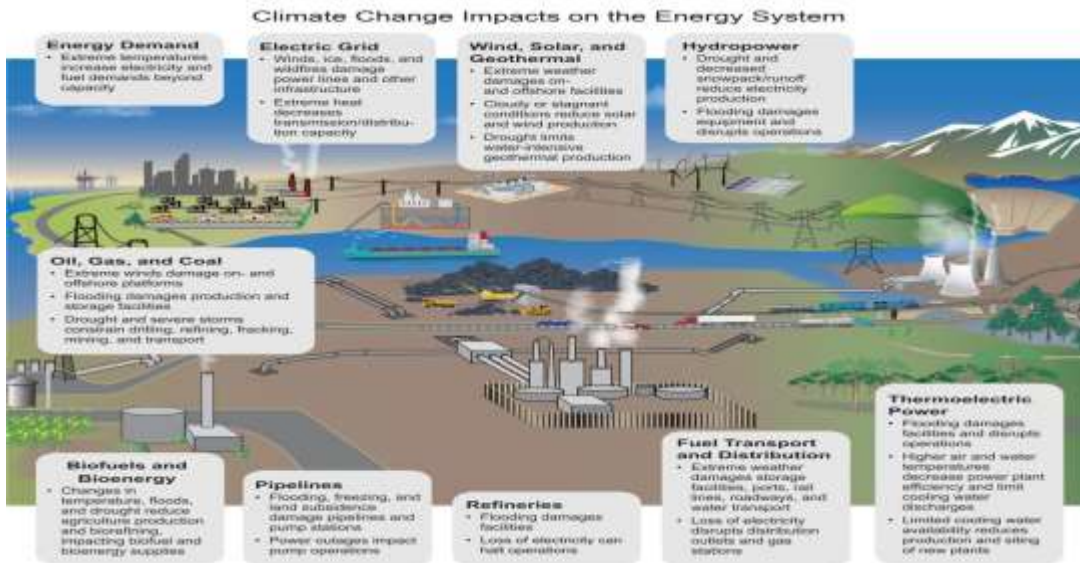 Climate Change Impacts on the Energy System
Energy Demand
• Extreme temperatures
increase electricity and
fuel demands beyond
capacity
Electric Grid
• Winds, ice, floods, and
wildfires damage
power lines and other
infrastructure
• Extreme heat
decreases
transmission/distribu-
tion capacity
Wind, Solar, and
Geothermal
• Extreme weather
damages on-
and offshore facilities
• Cloudy or stagnant
conditions reduce solar
and wind production
• Drought limits
water-intensive
geothermal production
Hydropower
• Drought and
decreased
snowpack/runoff
reduce electricity
production
• Flooding damages
equipment and
disrupts operations
Oil, Gas, and Coal
• Extreme winds damage on- and
offshore platforms
• Flooding damages production and
storage facilities
• Drought and severe storms
constrain drilling, refining, fracking,
mining, and transport
Biofuels and
Bioenergy
• Changes in
temperature, floods,
and drought reduce
agriculture production
and biorefining,
impacting biofuel and
bioenergy supplies
Pipelines
• Flooding, freezing, and
land subsidence
damage pipelines and
pump stations
• Power outages impact
pump operations
Refineries
• Flooding damages
facilities
• Loss of electricity can
halt operations
Fuel Transport
and Distribution
• Extreme weather
damages storage
facilities, ports, rail
lines, roadways, and
water transport
• Loss of electricity
disrupts distribution
outlets and gas
stations
Thermoelectric
Power
• Flooding damages
facilities and disrupts
operations
• Higher air and water
temperatures
decrease power plant
efficiency and limit
cooling water
discharges
• Limited cooling water
availability reduces
production and siting
of new plants